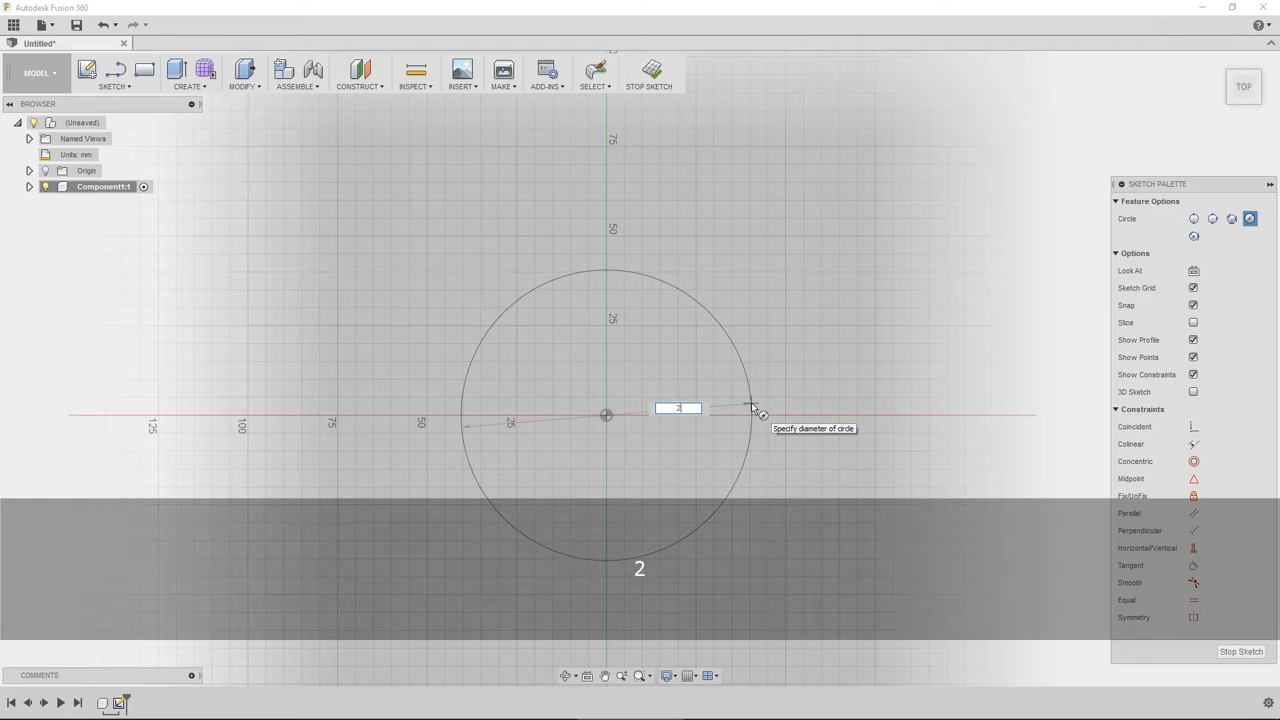 Autodesk Fusion 360
Untitled*
MODEL
SKETCH
CREATE
MODIFY
ASSEMBLE
CONSTRUCT
INSPECT
INSERT
MAKE
ADD-INS
SELECT
STOP SKETCH
BROWSER
(Unsaved)
Named Views
Units: mm
Origin
Component1:1
TOP
75
50
25
125
100
75
50
25
2
Specify diameter of circle
2
SKETCH PALETTE
Feature Options
Circle
Options
Look At
Sketch Grid
Snap
Slice
Show Profile
Show Points
Show Constraints
3D Sketch
Constraints
Coincident
Colinear
Concentric
Midpoint
Fix/UnFix
Parallel
Perpendicular
Horizontal/Vertical
Tangent
Smooth
Equal
Symmetry
Stop Sketch
COMMENTS